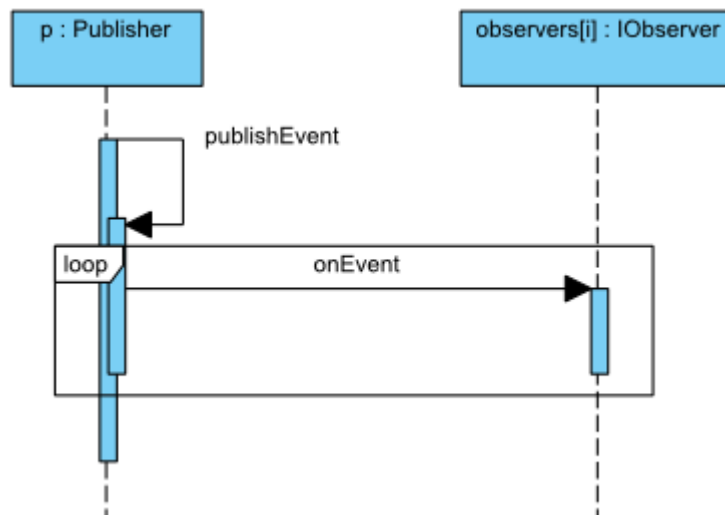 p : Publisher
observers[i] : IObserver
publishEvent
loop
onEvent